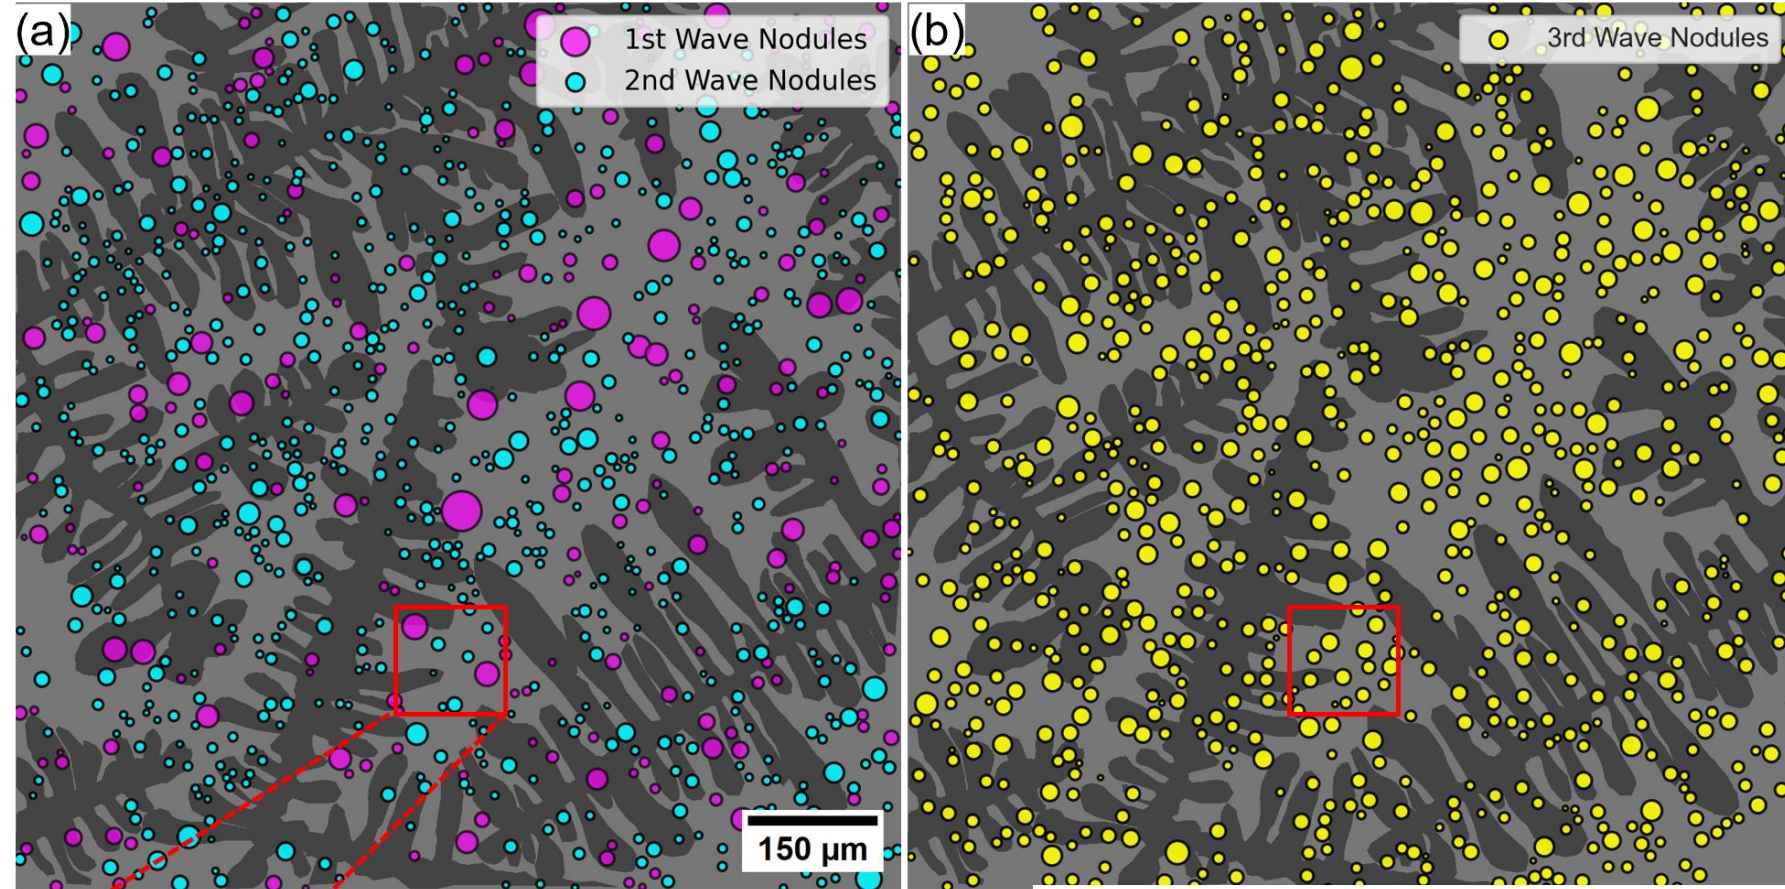 (a)
1st Wave Nodules
2nd Wave Nodules
150 µm
(b)
3rd Wave Nodules